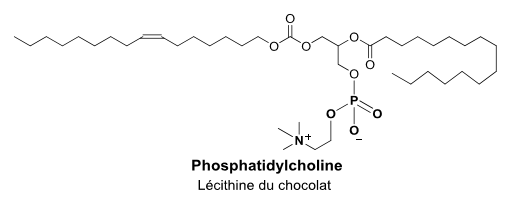 O
O O O
O
O
O
O P O
N+ O
−
Phosphatidylcholine
Lécithine du chocolat